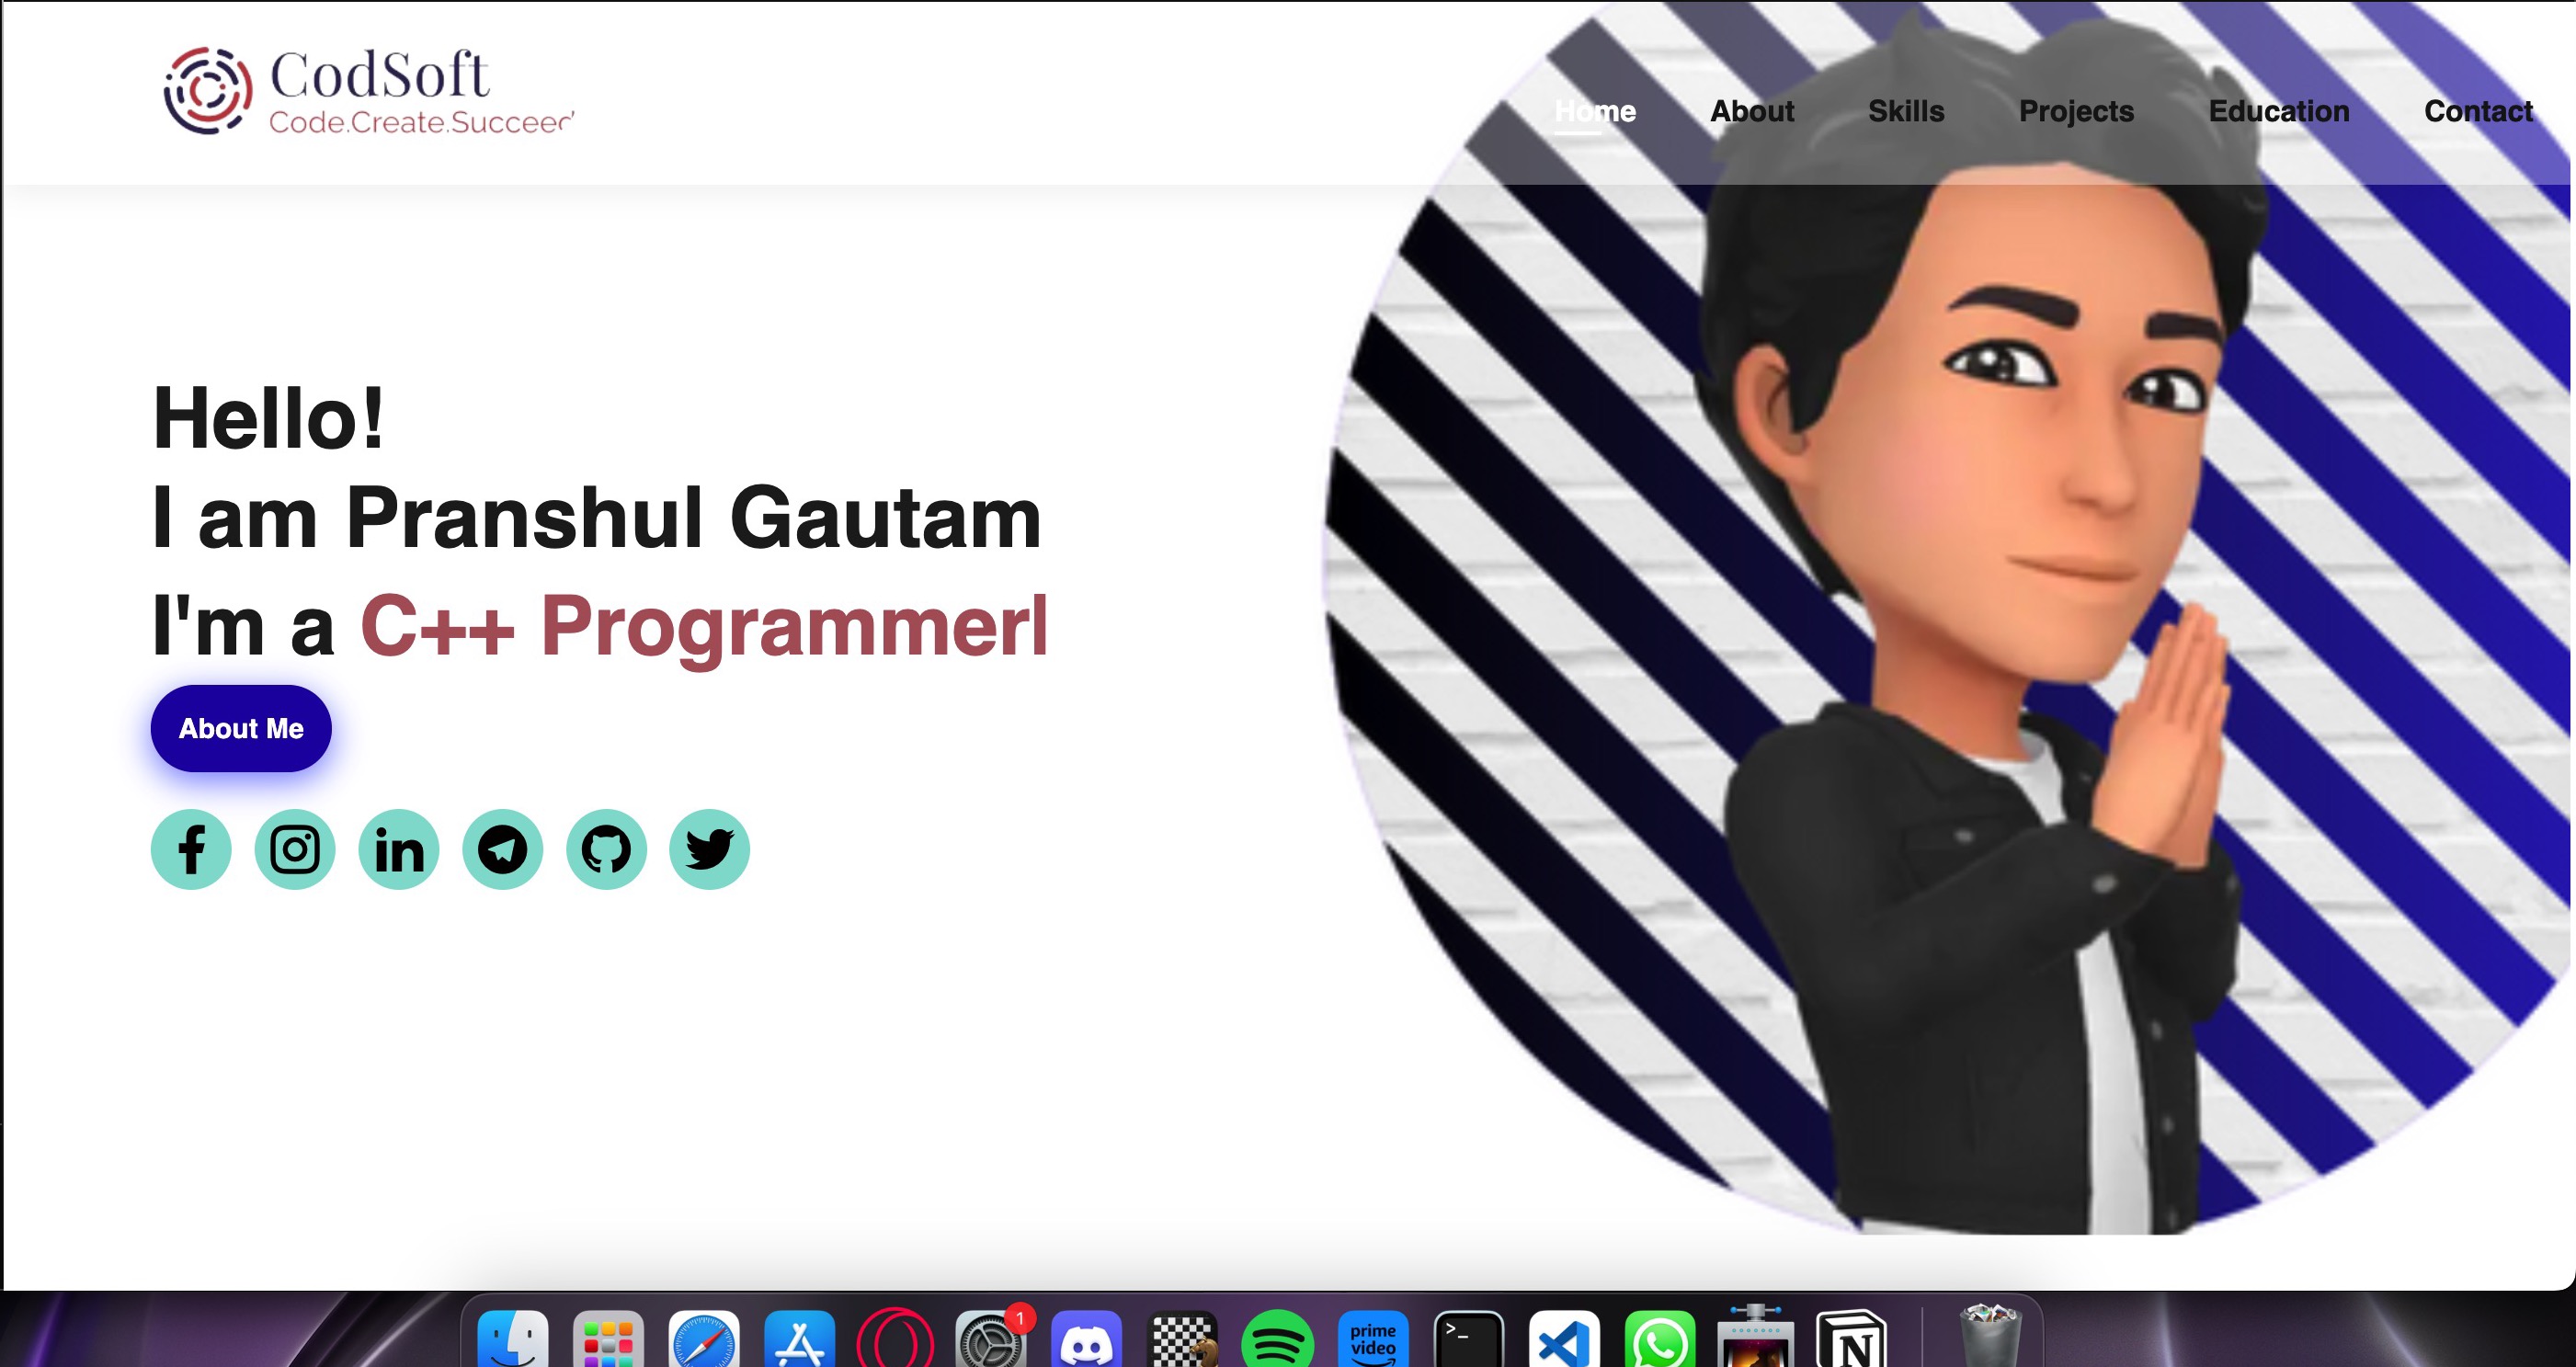 CodSoft
Code.Create.Succeed
Home About Skills Projects Education Contact
Hello!
I am Pranshul Gautam
I'm a C++ Programmer|
About Me
f in
1
prime video
>_
N